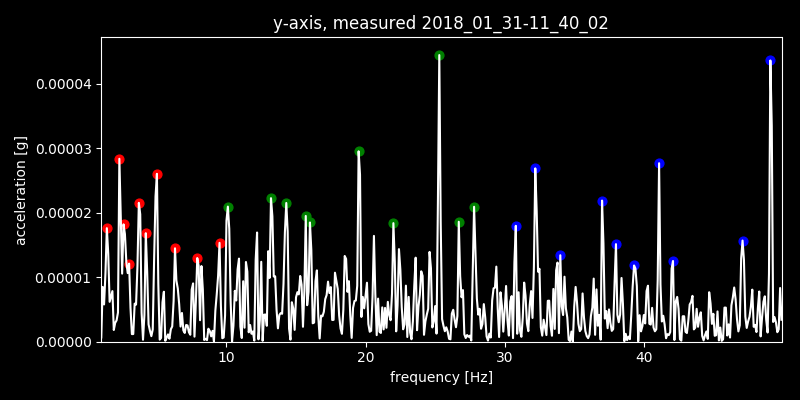 y-axis, measured 2018_01_31-11_40_02
0.00004
0.00003
0.00002
0.00001
0.00000
acceleration [g]
10 20 30 40
frequency [Hz]